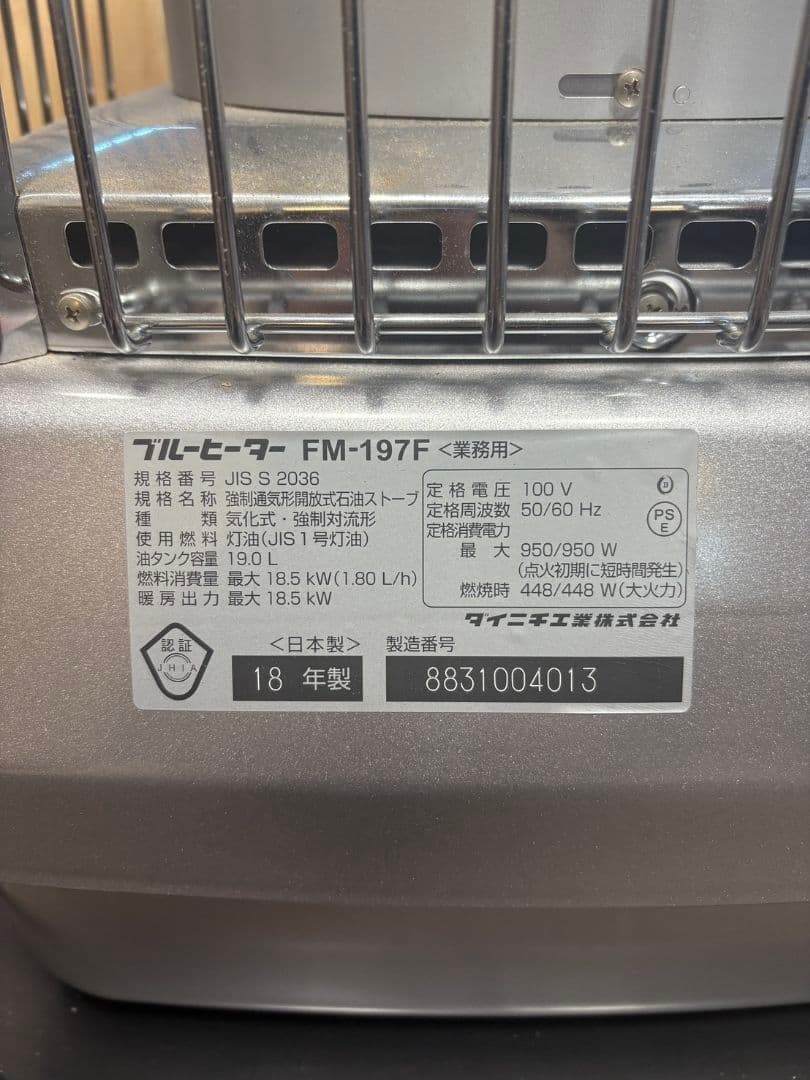 ブルーヒーター FM-197F <業務用>
規格番号 JIS S 2036
規格名称 強制通気形開放式石油ストーブ
種類 気化式・強制対流形
使用燃料 灯油(JIS1号灯油)
油タンク容量 19.0 L
燃料消費量 最大 18.5 kW(1.80 L/h)
暖房出力 最大 18.5 kW
定格電圧 100 V
定格周波数 50/60 Hz
定格消費電力
最大 950/950 W
(点火初期に短時間発生)
燃焼時 448/448 W(大火力)
PS
E
ダイニチ工業株式会社
認証
JHIA
<日本製> 製造番号
18 年製 8831004013